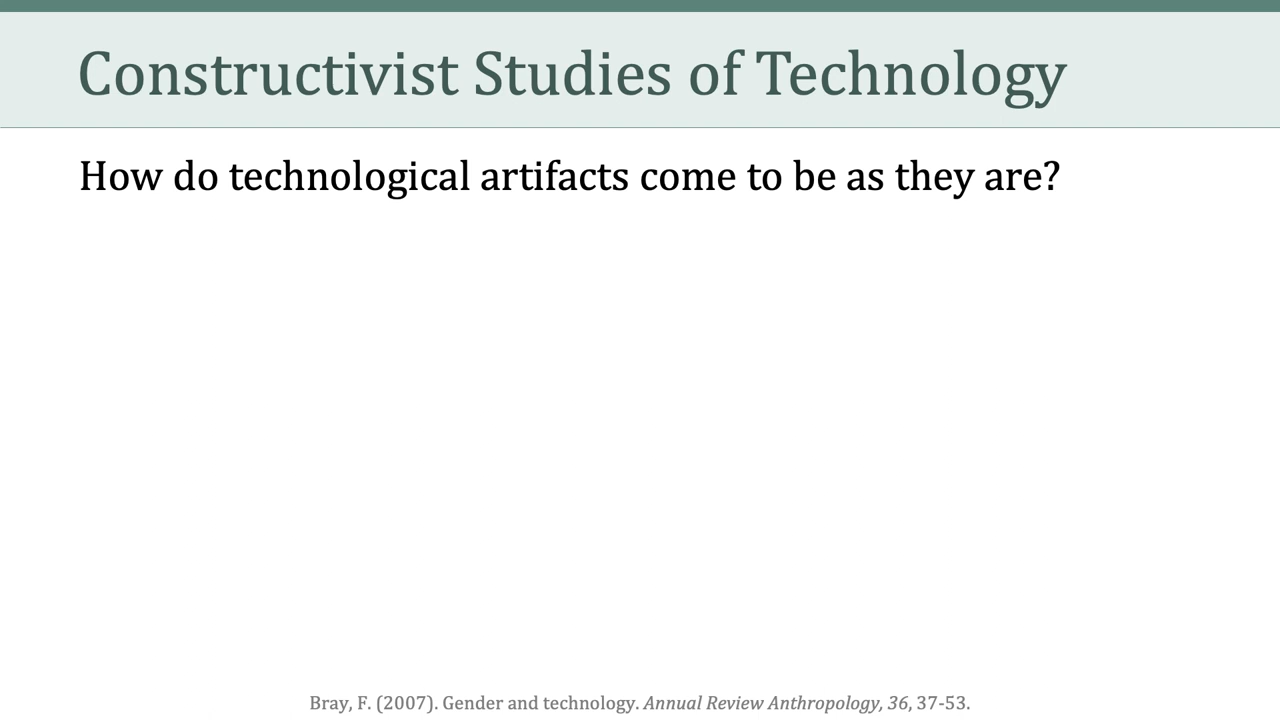 Constructivist Studies of Technology
How do technological artifacts come to be as they are?
Bray, F. (2007). Gender and technology. Annual Review Anthropology, 36, 37-53.